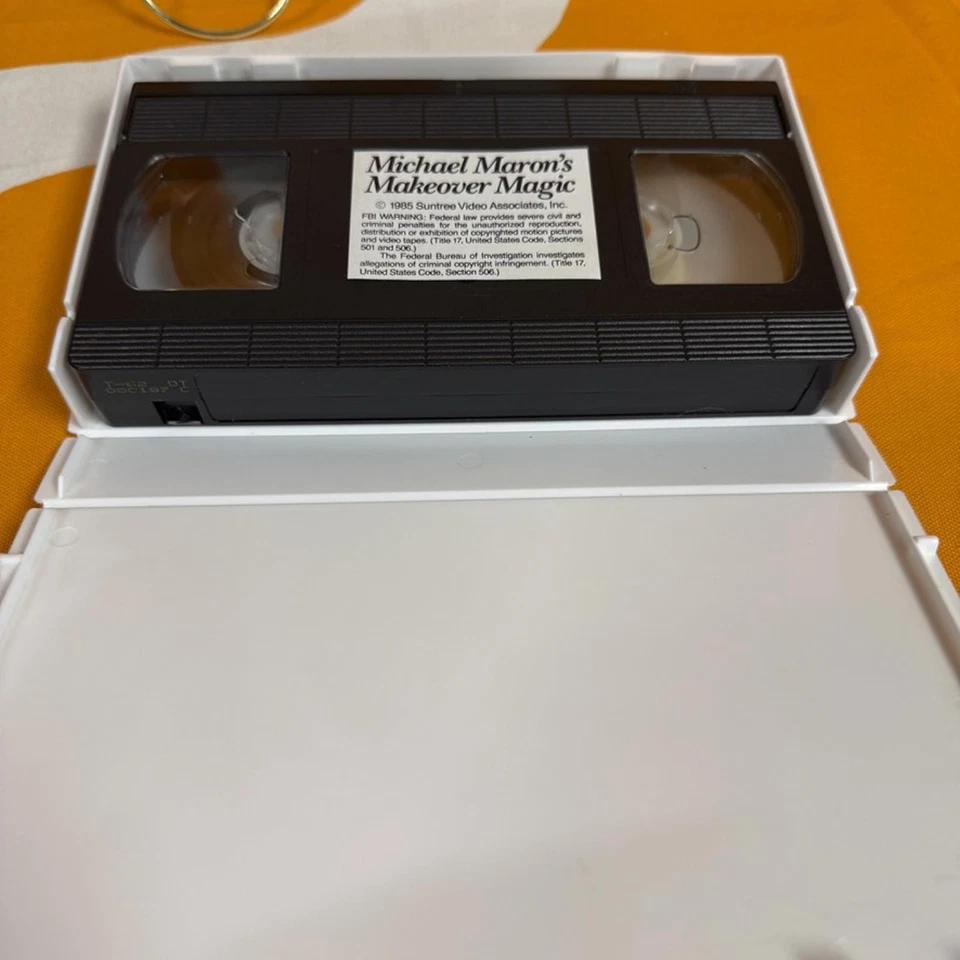 Michael Maron's
Makeover Magic
© 1985 Suntree Video Associates, Inc.
FBI WARNING: Federal law provides severe civil and
criminal penalties for the unauthorized reproduction,
distribution or exhibition of copyrighted motion pictures
and video tapes. (Title 17, United States Code, Sections
501 and 506.)
The Federal Bureau of Investigation investigates
allegations of criminal copyright infringement. (Title 17,
United States Code, Section 506.)
T-62 DT